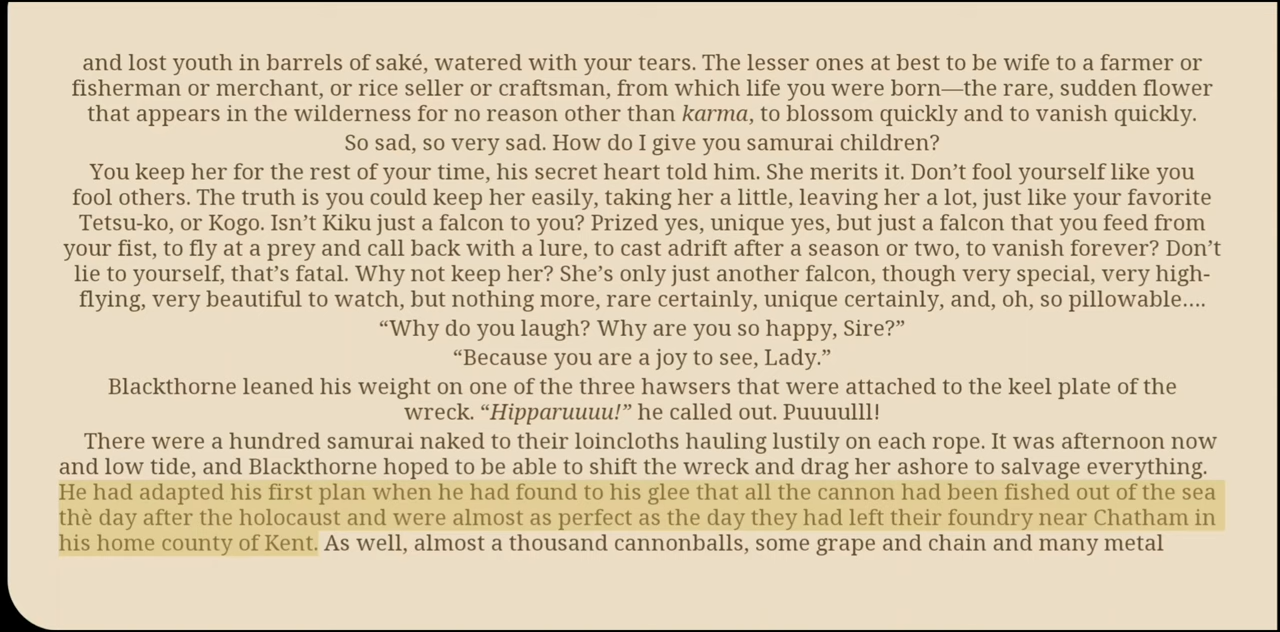 and lost youth in barrels of saké, watered with your tears. The lesser ones at best to be wife to a farmer or
fisherman or merchant, or rice seller or craftsman, from which life you were born—the rare, sudden flower
that appears in the wilderness for no reason other than karma, to blossom quickly and to vanish quickly.
So sad, so very sad. How do I give you samurai children?
You keep her for the rest of your time, his secret heart told him. She merits it. Don’t fool yourself like you
fool others. The truth is you could keep her easily, taking her a little, leaving her a lot, just like your favorite
Tetsu-ko, or Kogo. Isn’t Kiku just a falcon to you? Prized yes, unique yes, but just a falcon that you feed from
your fist, to fly at a prey and call back with a lure, to cast adrift after a season or two, to vanish forever? Don’t
lie to yourself, that’s fatal. Why not keep her? She’s only just another falcon, though very special, very high-
flying, very beautiful to watch, but nothing more, rare certainly, unique certainly, and, oh, so pillowable....
“Why do you laugh? Why are you so happy, Sire?”
“Because you are a joy to see, Lady.”
Blackthorne leaned his weight on one of the three hawsers that were attached to the keel plate of the
wreck. “Hipparuuuu!” he called out. Puuuulll!
There were a hundred samurai naked to their loincloths hauling lustily on each rope. It was afternoon now
and low tide, and Blackthorne hoped to be able to shift the wreck and drag her ashore to salvage everything.
He had adapted his first plan when he had found to his glee that all the cannon had been fished out of the sea
thè day after the holocaust and were almost as perfect as the day they had left their foundry near Chatham in
his home county of Kent. As well, almost a thousand cannonballs, some grape and chain and many metal